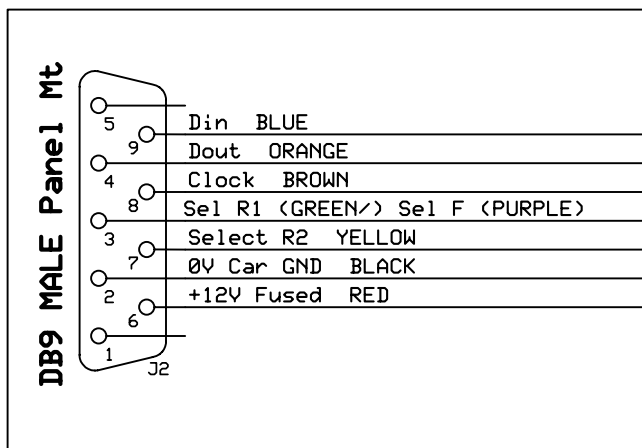 DB9 MALE Panel Mt
5
Din BLUE
9
Dout ORANGE
4
Clock BROWN
8
Sel R1 (GREEN/) Sel F (PURPLE)
3
Select R2 YELLOW
7
0V Car GND BLACK
2
+12V Fused RED
6
1
J2